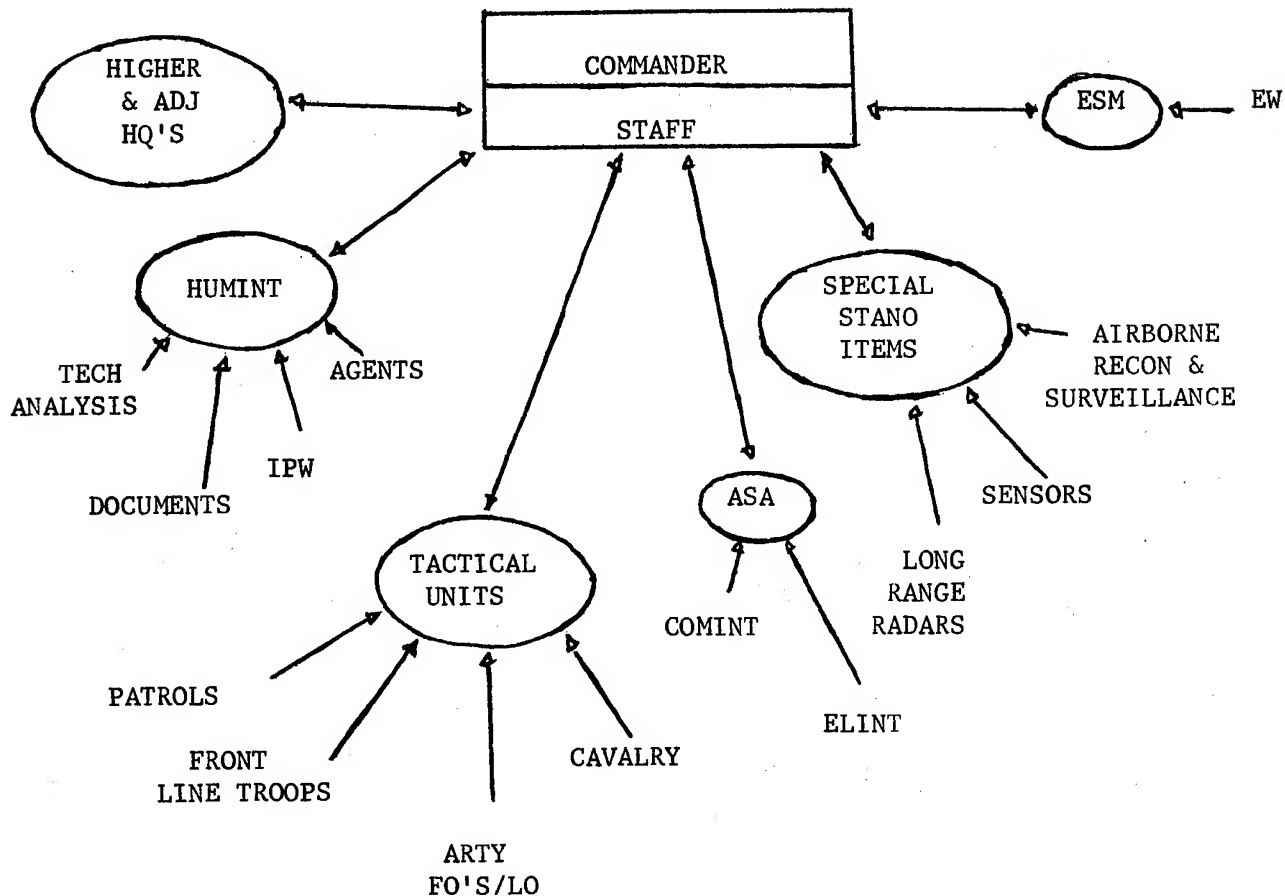 HIGHER
& ADJ
HQ'S
COMMANDER
STAFF
ESM
EW
HUMINT
TECH
ANALYSIS
DOCUMENTS
IPW
AGENTS
SPECIAL
STANO
ITEMS
AIRBORNE
RECON &
SURVEILLANCE
SENSORS
LONG
RANGE
RADARS
ASA
COMINT
ELINT
TACTICAL
UNITS
PATROLS
FRONT
LINE TROOPS
ARTY
FO'S/LO
CAVALRY